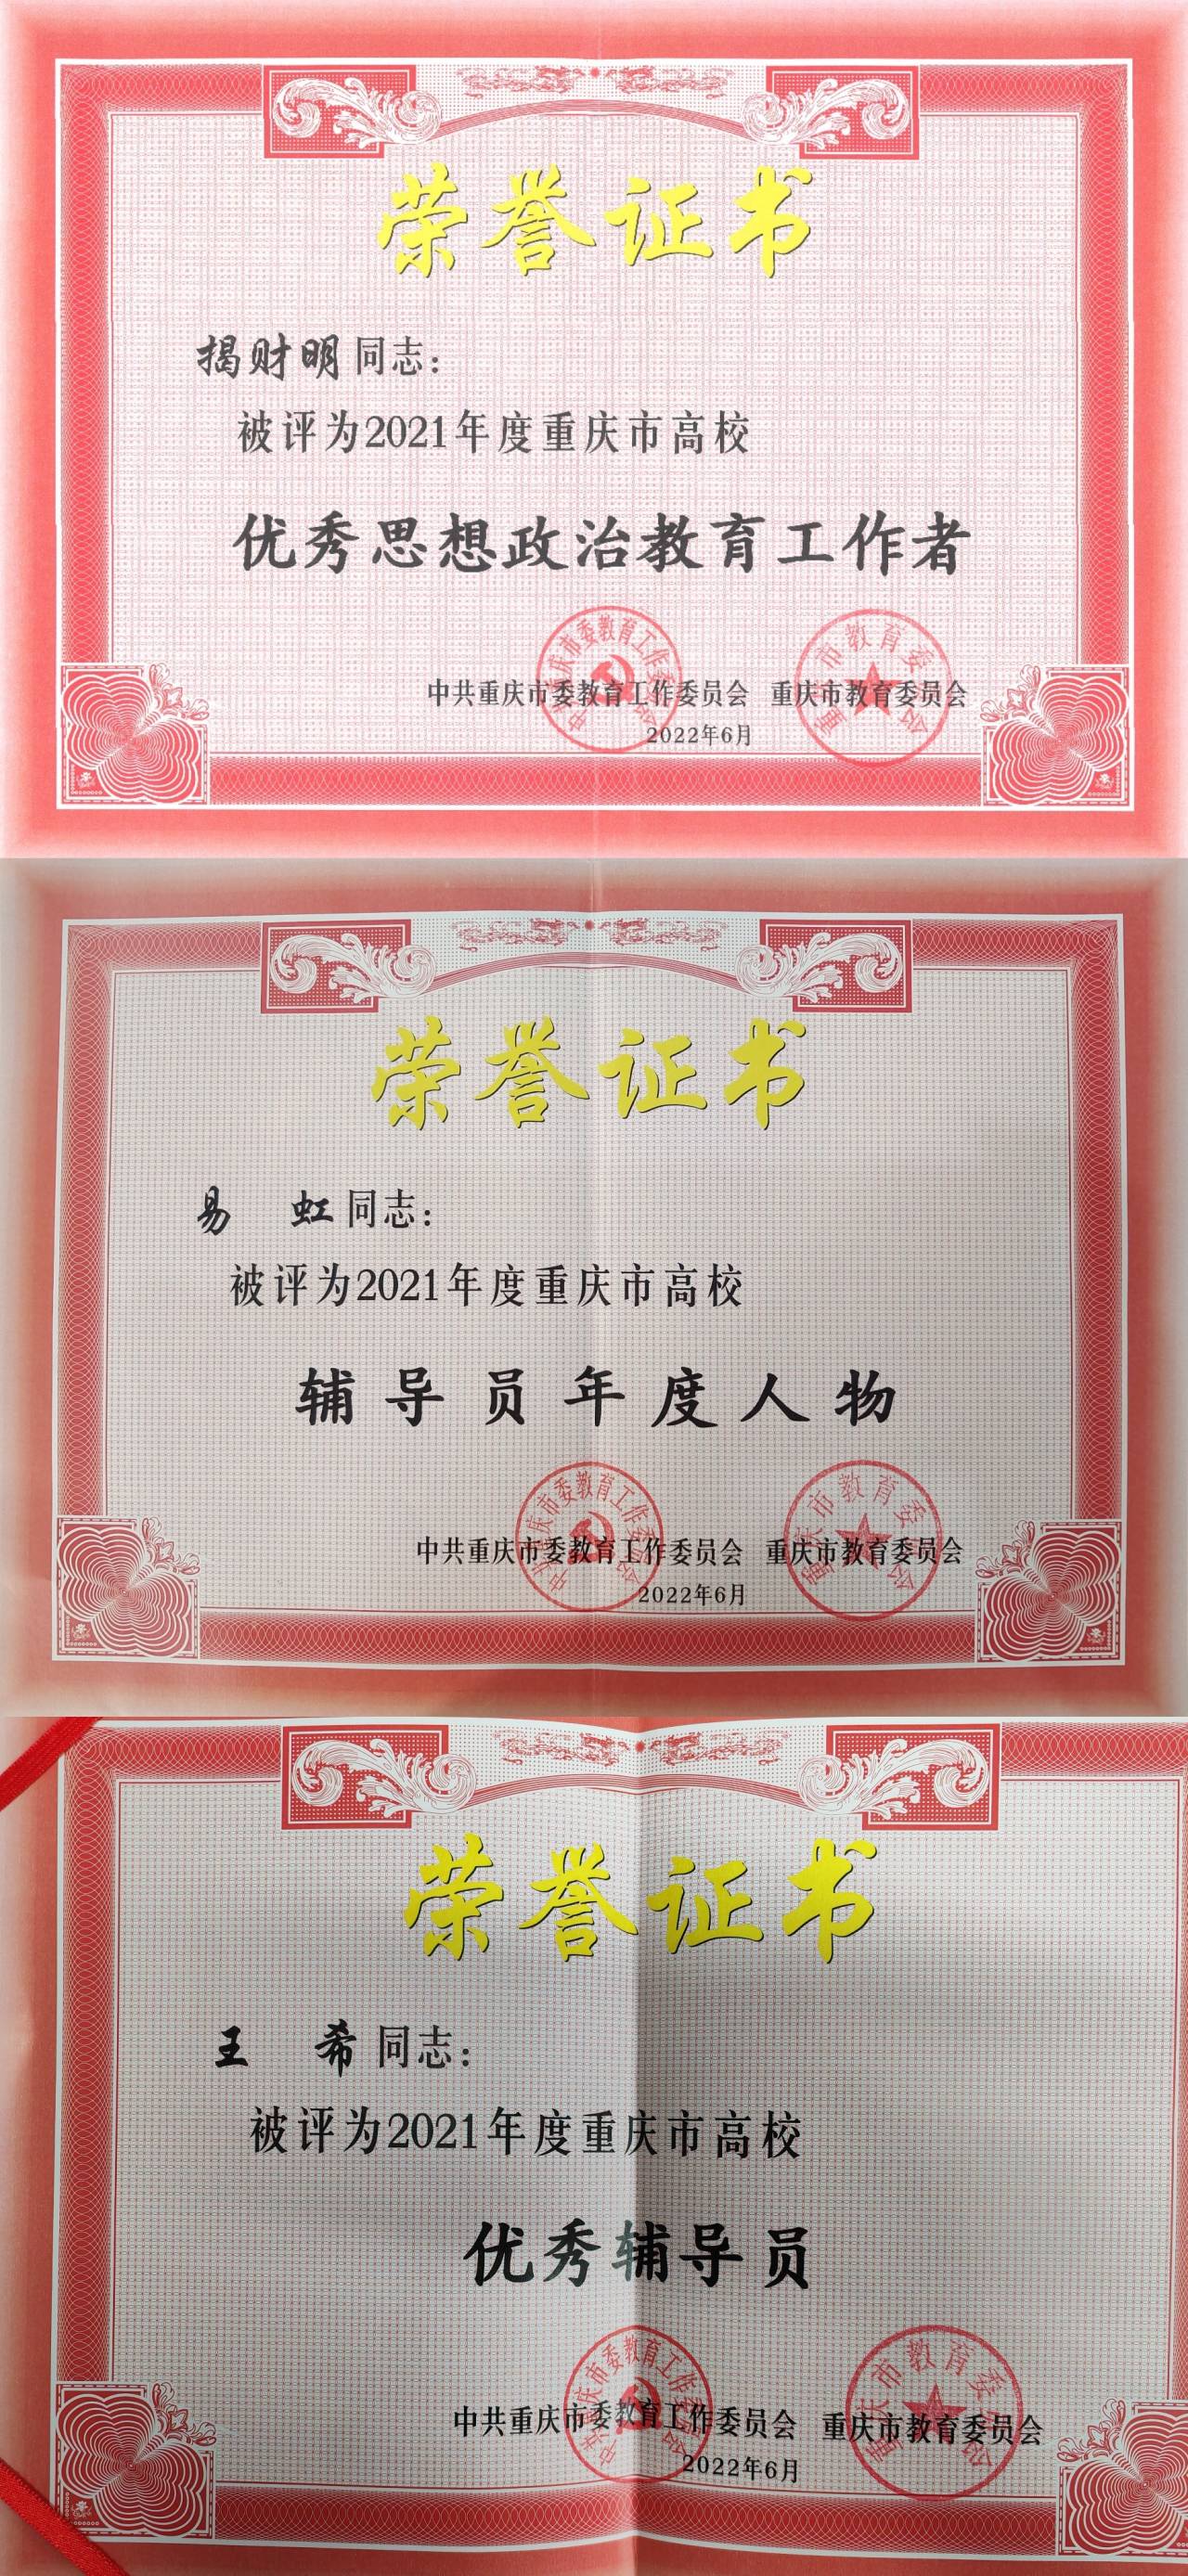 荣誉证书
揭财明同志：
被评为2021年度重庆市高校
优秀思想政治教育工作者
中共重庆市委教育工作委员会 重庆市教育委员会
2022年6月
荣誉证书
易 虹同志：
被评为2021年度重庆市高校
辅导员年度人物
中共重庆市委教育工作委员会 重庆市教育委员会
2022年6月
荣誉证书
王 希同志：
被评为2021年度重庆市高校
优秀辅导员
中共重庆市委教育工作委员会 重庆市教育委员会
2022年6月